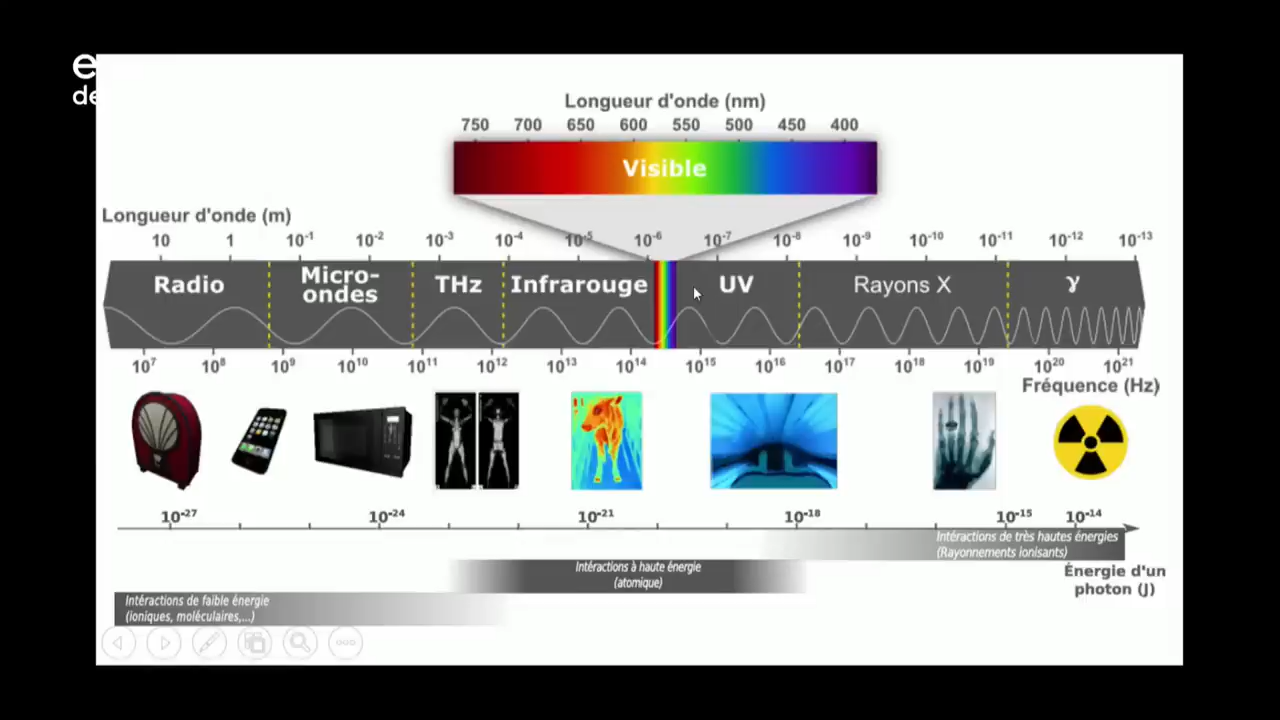 e
de
Longueur d'onde (nm)
750 700 650 600 550 500 450 400
Visible
Longueur d'onde (m)
10 1 10⁻¹ 10⁻² 10⁻³ 10⁻⁴ 10⁻⁵ 10⁻⁶ 10⁻⁷ 10⁻⁸ 10⁻⁹ 10⁻¹⁰ 10⁻¹¹ 10⁻¹² 10⁻¹³
Radio Micro-
ondes THz Infrarouge UV Rayons X γ
10⁷ 10⁸ 10⁹ 10¹⁰ 10¹¹ 10¹² 10¹³ 10¹⁴ 10¹⁵ 10¹⁶ 10¹⁷ 10¹⁸ 10¹⁹ 10²⁰ 10²¹
Fréquence (Hz)
10⁻²⁷ 10⁻²⁴ 10⁻²¹ 10⁻¹⁸ 10⁻¹⁵ 10⁻¹⁴
Intéractions de très hautes énergies
(Rayonnements ionisants)
Intéractions à haute énergie
(atomique)
Énergie d'un
photon (J)
Intéractions de faible énergie
(ioniques, moléculaires,...)